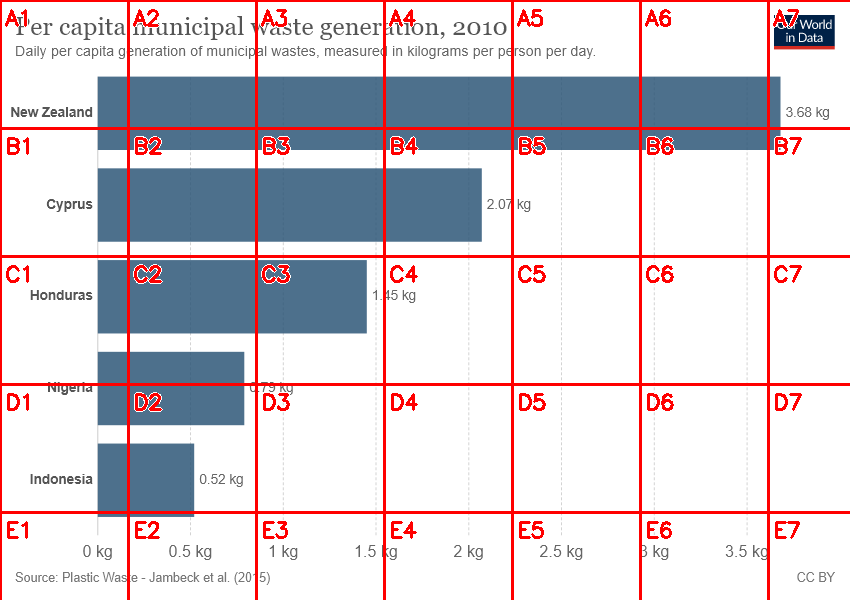 Per capita municipal waste generation, 2010
Our World
in Data
Daily per capita generation of municipal wastes, measured in kilograms per person per day.
New Zealand 3.68 kg
Cyprus 2.07 kg
Honduras 1.45 kg
Nigeria 0.79 kg
Indonesia 0.52 kg
0 kg 0.5 kg 1 kg 1.5 kg 2 kg 2.5 kg 3 kg 3.5 kg
Source: Plastic Waste - Jambeck et al. (2015) CC BY
A1 A2 A3 A4 A5 A6 A7
B1 B2 B3 B4 B5 B6 B7
C1 C2 C3 C4 C5 C6 C7
D1 D2 D3 D4 D5 D6 D7
E1 E2 E3 E4 E5 E6 E7